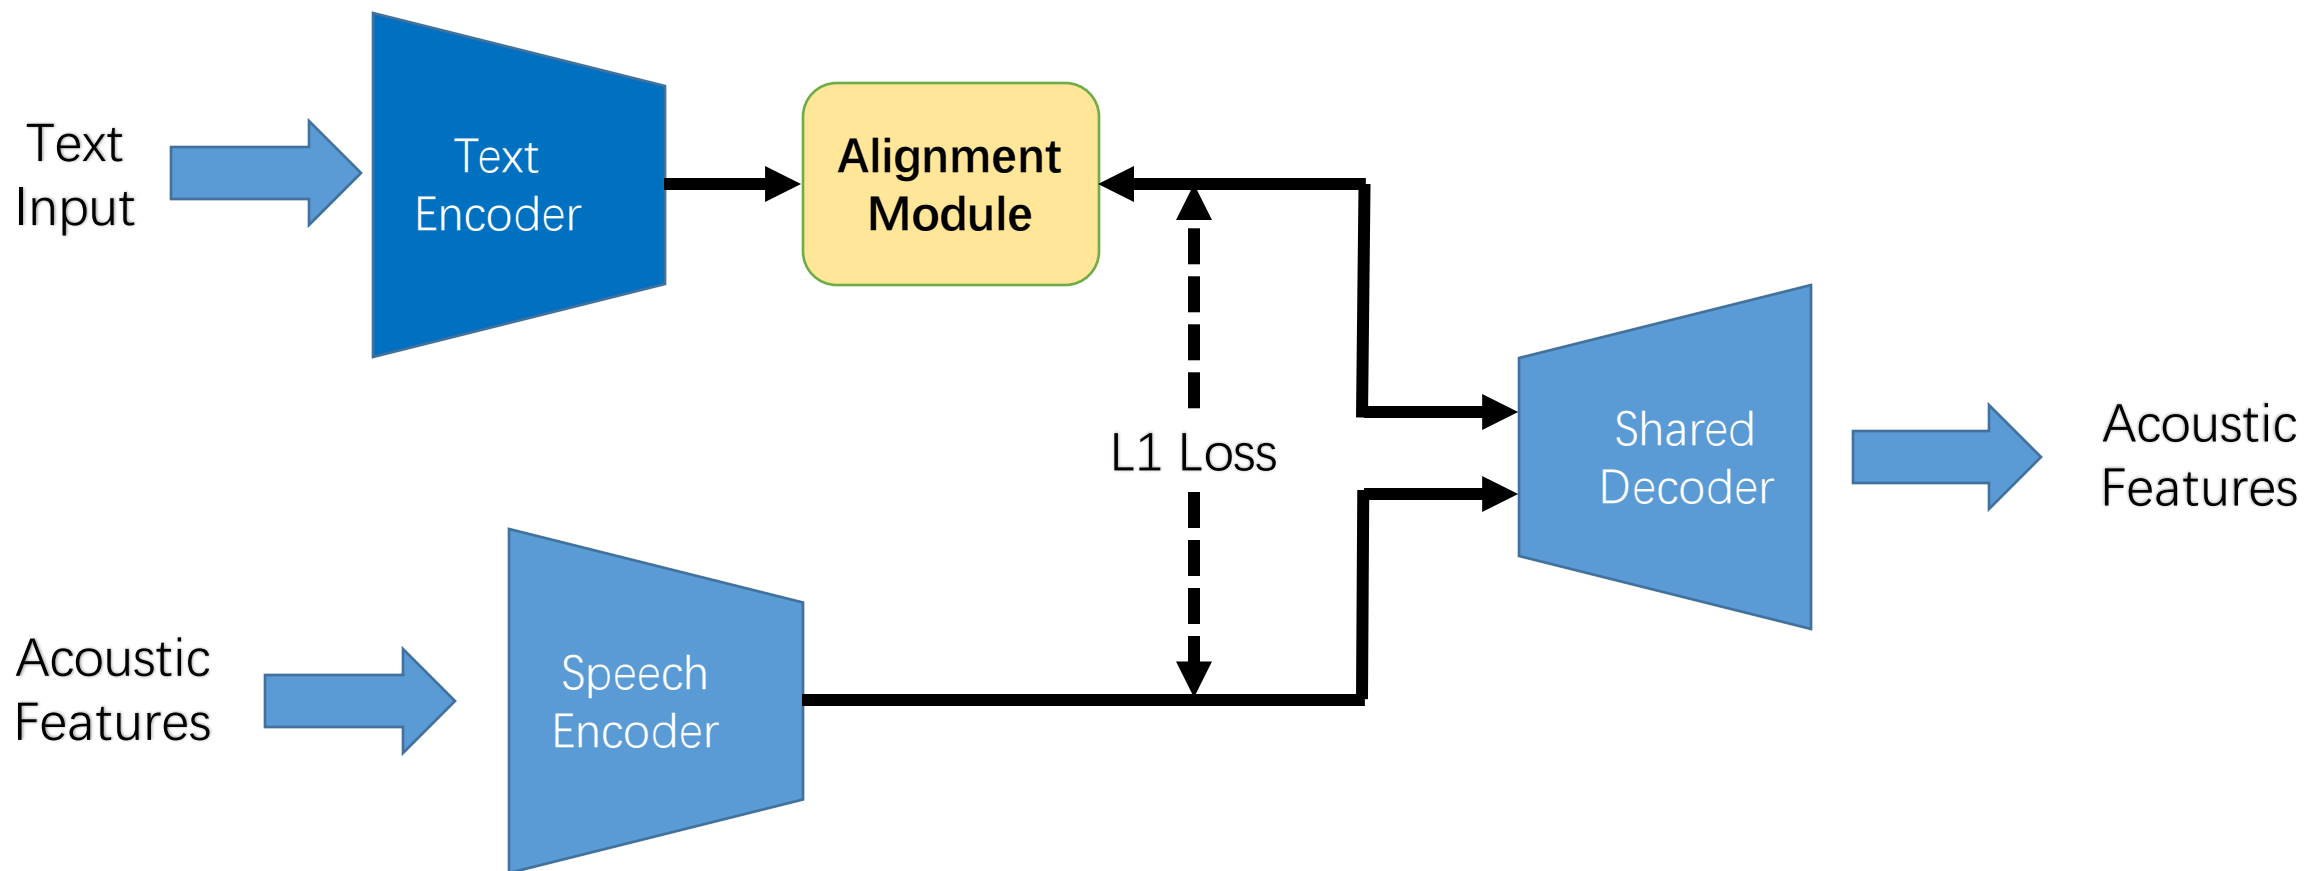 Text
Input
Text
Encoder
Alignment
Module
L1 Loss
Shared
Decoder
Acoustic
Features
Acoustic
Features
Speech
Encoder